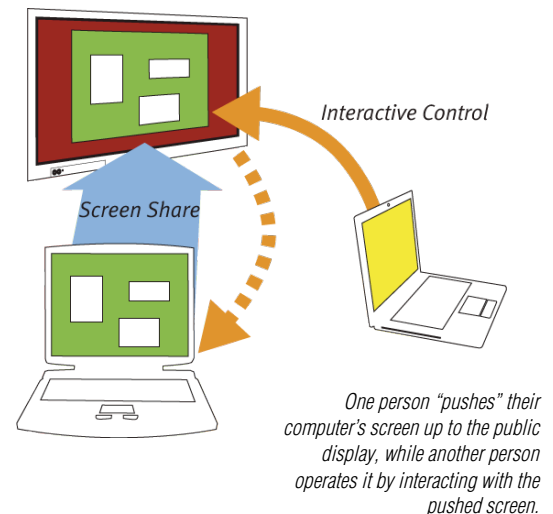 Interactive Control
Screen Share
One person “pushes” their
computer’s screen up to the public
display, while another person
operates it by interacting with the
pushed screen.